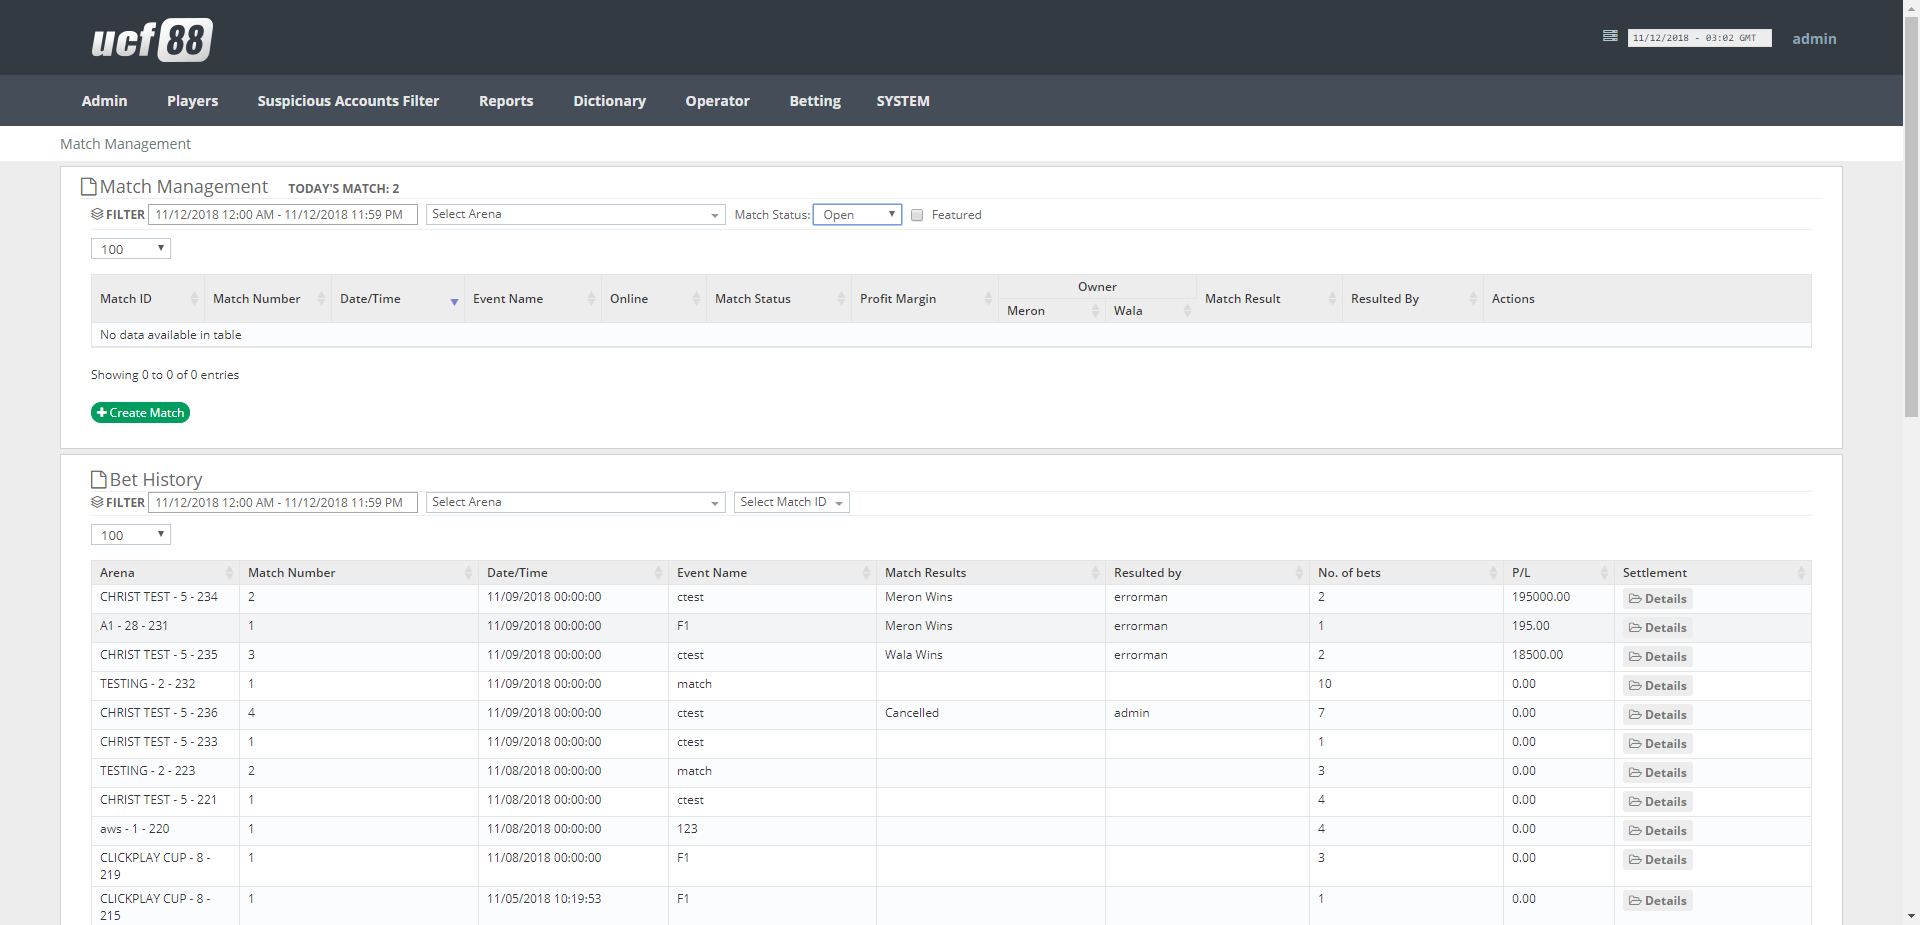 ucf 88
11/12/2018 - 03:02 GMT admin
Admin Players Suspicious Accounts Filter Reports Dictionary Operator Betting SYSTEM
Match Management
Match Management TODAY'S MATCH: 2
FILTER 11/12/2018 12:00 AM - 11/12/2018 11:59 PM Select Arena Match Status: Open Featured
100
Owner
Match ID Match Number Date/Time Event Name Online Match Status Profit Margin Meron Wala Match Result Resulted By Actions
No data available in table
Showing 0 to 0 of 0 entries
Create Match
Bet History
FILTER 11/12/2018 12:00 AM - 11/12/2018 11:59 PM Select Arena Select Match ID
100
Arena Match Number Date/Time Event Name Match Results Resulted by No. of bets P/L Settlement
CHRIST TEST - 5 - 234 2 11/09/2018 00:00:00 ctest Meron Wins errorman 2 195000.00 Details
A1 - 28 - 231 1 11/09/2018 00:00:00 F1 Meron Wins errorman 1 195.00 Details
CHRIST TEST - 5 - 235 3 11/09/2018 00:00:00 ctest Wala Wins errorman 2 18500.00 Details
TESTING - 2 - 232 1 11/09/2018 00:00:00 match 10 0.00 Details
CHRIST TEST - 5 - 236 4 11/09/2018 00:00:00 ctest Cancelled admin 7 0.00 Details
CHRIST TEST - 5 - 233 1 11/09/2018 00:00:00 ctest 1 0.00 Details
TESTING - 2 - 223 2 11/08/2018 00:00:00 match 3 0.00 Details
CHRIST TEST - 5 - 221 1 11/08/2018 00:00:00 ctest 4 0.00 Details
aws - 1 - 220 1 11/08/2018 00:00:00 123 4 0.00 Details
CLICKPLAY CUP - 8 - 1 11/08/2018 00:00:00 F1 3 0.00 Details
219
CLICKPLAY CUP - 8 - 1 11/05/2018 10:19:53 F1 1 0.00 Details
215